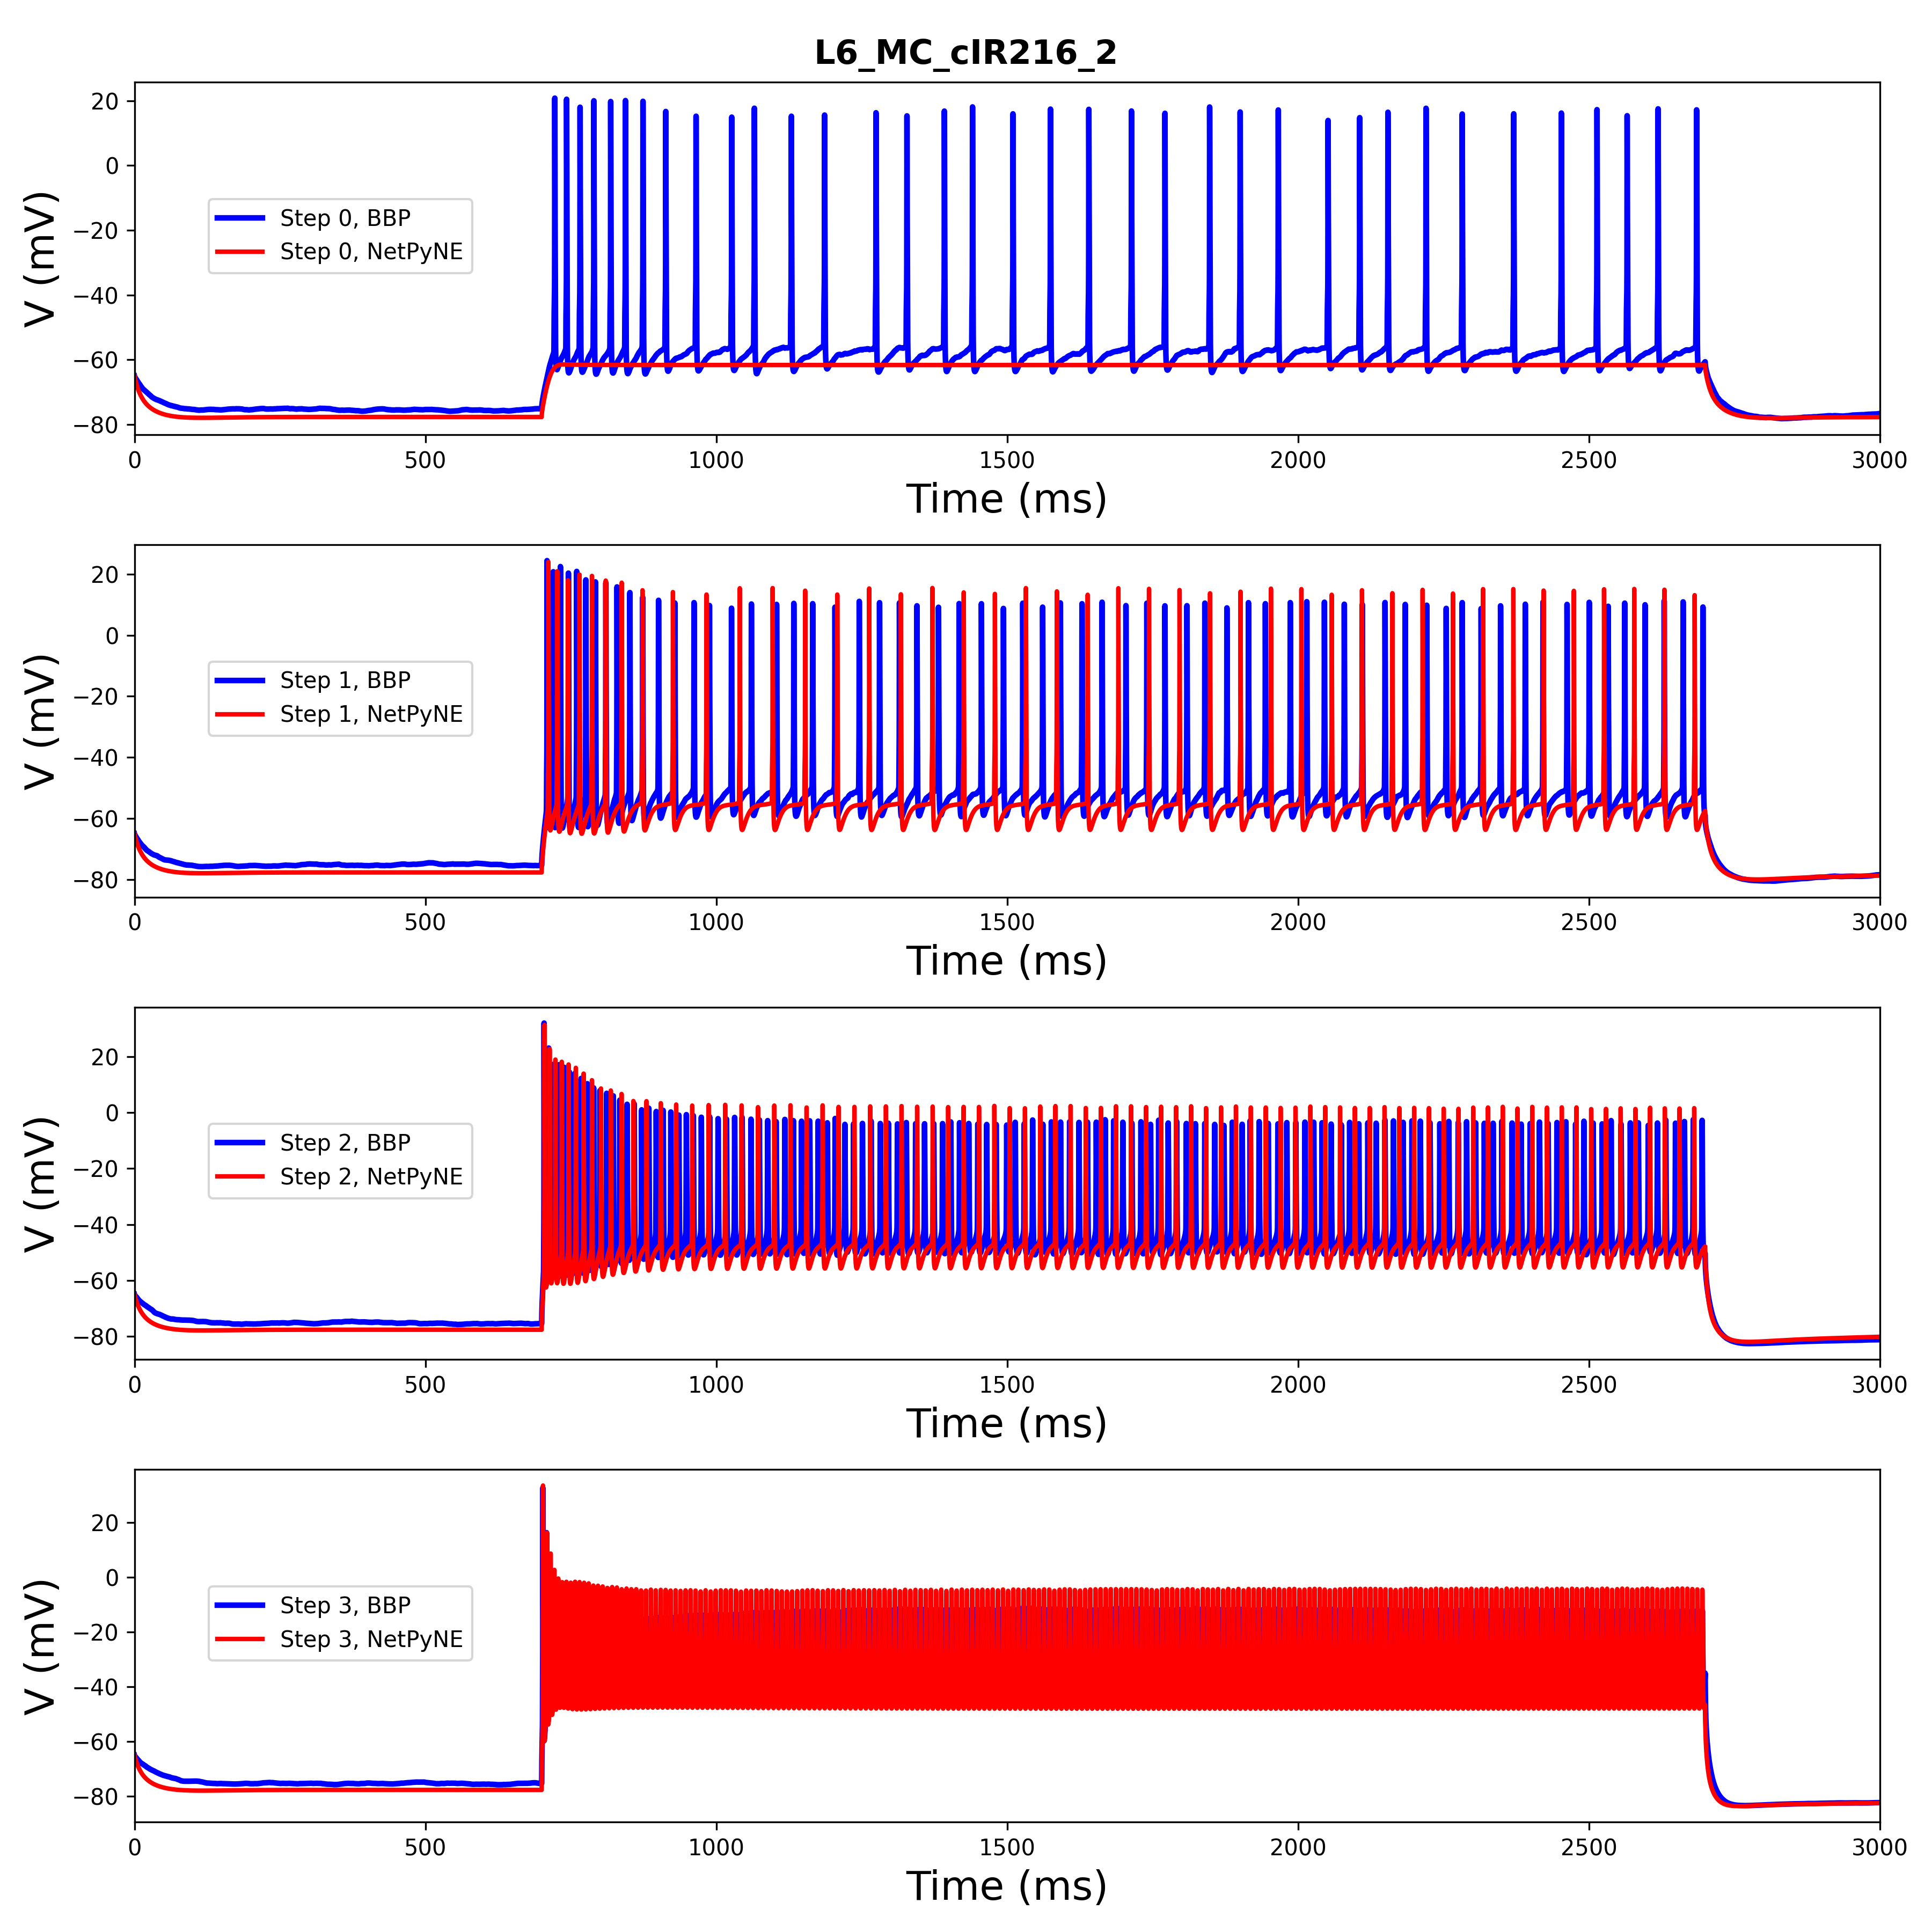 L6_MC_cIR216_2
20
0
−20
−40
−60
−80
V (mV)
Step 0, BBP
Step 0, NetPyNE
0 500 1000 1500 2000 2500 3000
Time (ms)
20
0
−20
−40
−60
−80
V (mV)
Step 1, BBP
Step 1, NetPyNE
0 500 1000 1500 2000 2500 3000
Time (ms)
20
0
−20
−40
−60
−80
V (mV)
Step 2, BBP
Step 2, NetPyNE
0 500 1000 1500 2000 2500 3000
Time (ms)
20
0
−20
−40
−60
−80
V (mV)
Step 3, BBP
Step 3, NetPyNE
0 500 1000 1500 2000 2500 3000
Time (ms)